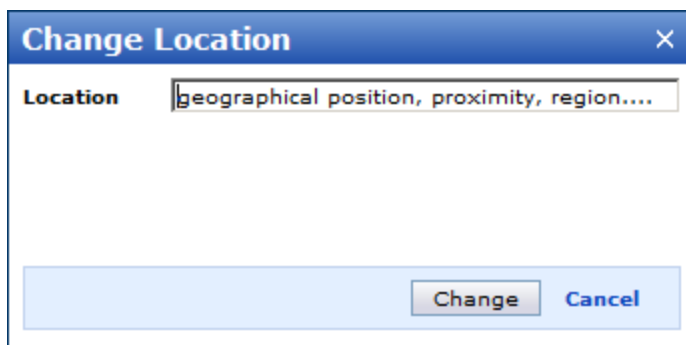 Change Location
Location geographical position, proximity, region....
Change Cancel